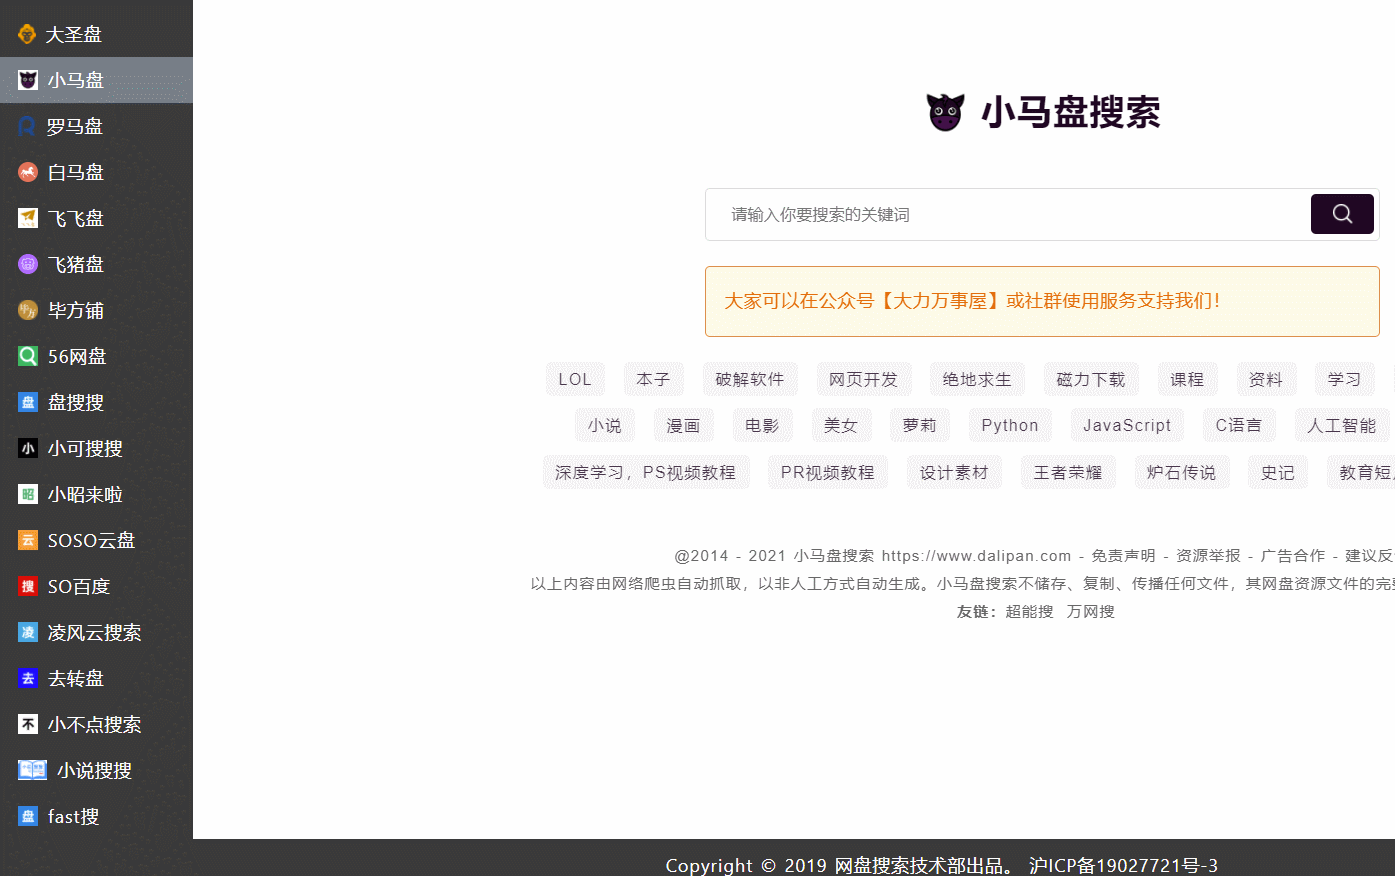 大圣盘
小马盘
罗马盘
白马盘
飞飞盘
飞猪盘
毕方铺
56网盘
盘 盘搜搜
小 小可搜搜
昭 小昭来啦
云 SOSO云盘
搜 SO百度
凌 凌风云搜索
去 去转盘
不 小不点搜索
小说搜搜
盘 fast搜
小马盘搜索
请输入你要搜索的关键词
大家可以在公众号【大力万事屋】或社群使用服务支持我们！
LOL 本子 破解软件 网页开发 绝地求生 磁力下载 课程 资料 学习
小说 漫画 电影 美女 萝莉 Python JavaScript C语言 人工智能
深度学习，PS视频教程 PR视频教程 设计素材 王者荣耀 炉石传说 史记 教育短
@2014 - 2021 小马盘搜索 https://www.dalipan.com - 免责声明 - 资源举报 - 广告合作 - 建议反
以上内容由网络爬虫自动抓取，以非人工方式自动生成。小马盘搜索不储存、复制、传播任何文件，其网盘资源文件的完
友链：超能搜 万网搜
Copyright © 2019 网盘搜索技术部出品。 沪ICP备19027721号-3